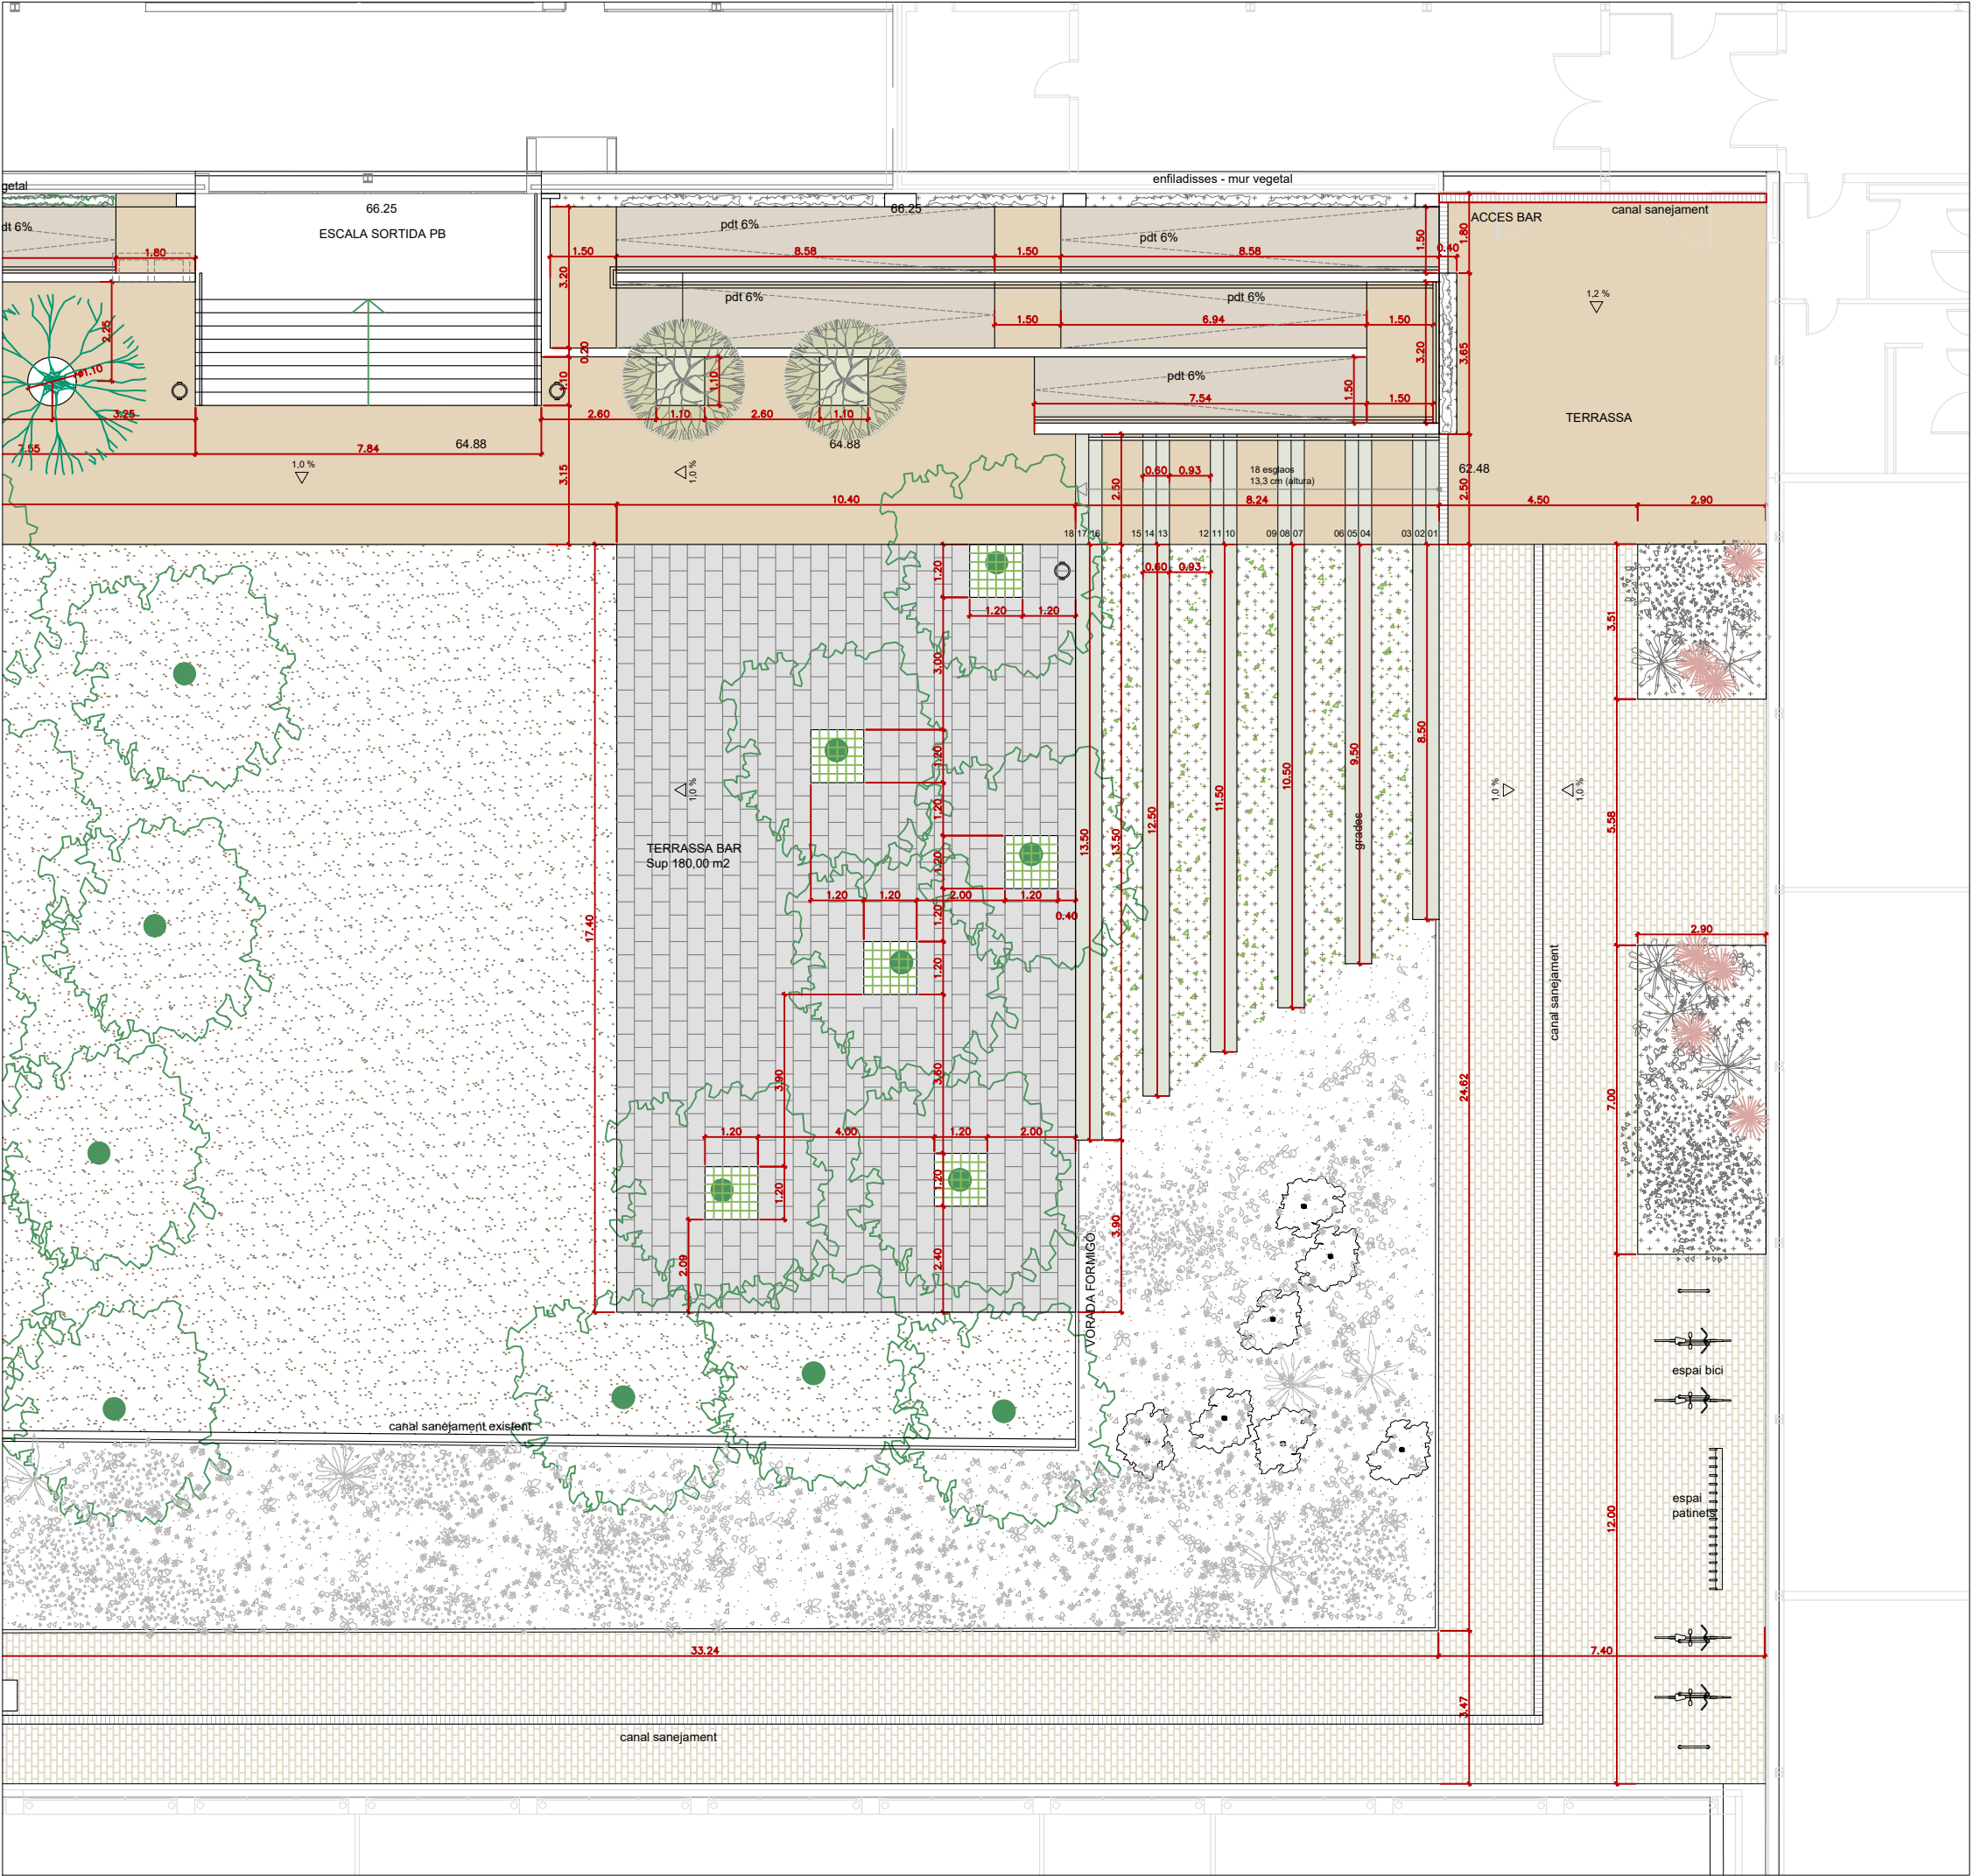 getal
enfiladisses - mur vegetal
66.25
66.25
canal sanejament
ACCES BAR
dt 6%
ESCALA SORTIDA PB
pdt 6%
pdt 6%
1.50
1.80
0.40
1.80
1.50
8.58
1.50
8.58
3.20
pdt 6%
pdt 6%
1,2 %
1.50
6.94
1.50
2.25
0.20
3.20
3.65
ø1.10
1.10
1.10
pdt 6%
1.50
7.54
1.50
3.25
2.60
1.10
2.60
1.10
TERRASSA
7.55
7.84
64.88
64.88
1,0 %
3.15
1,0 %
0.60
0.93
18 esglaos
13,3 cm (altura)
62.48
2.50
2.50
10.40
8.24
4.50
2.90
18 17 16
15 14 13
12 11 10
09 08 07
06 05 04
03 02 01
1.20
0.60
0.93
1.20
1.20
3.51
3.00
1.20
8.50
9.50
10.50
11.50
12.50
13.50
13.50
1,0 %
1.20
1,0 %
1,0 %
5.58
TERRASSA BAR
Sup 180,00 m2
1.20
grades
1.20
1.20
2.00
1.20
0.40
1.20
17.40
2.90
canal sanejament
1.20
3.90
3.60
24.62
7.00
1.20
4.00
1.20
2.00
1.20
1.20
3.90
2.09
2.40
VORADA FORMIGO
espai bici
canal sanejament existent
espai
patinets
12.00
33.24
7.40
3.47
canal sanejament